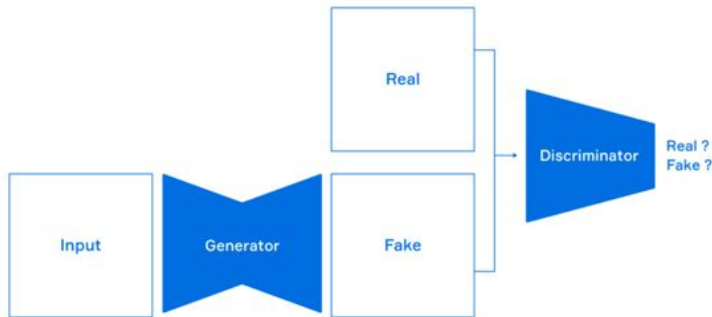 Real
Discriminator
Real ?
Fake ?
Input
Generator
Fake